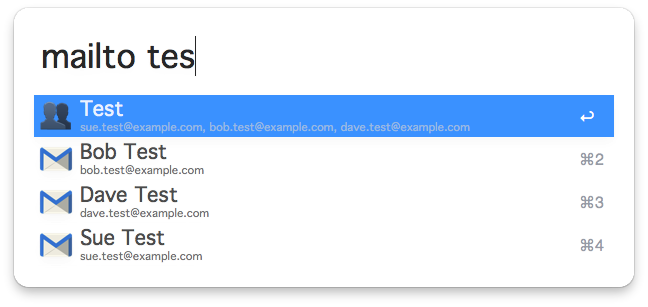 mailto tes
Test
sue.test@example.com, bob.test@example.com, dave.test@example.com
Bob Test
bob.test@example.com
⌘2
Dave Test
dave.test@example.com
⌘3
Sue Test
sue.test@example.com
⌘4